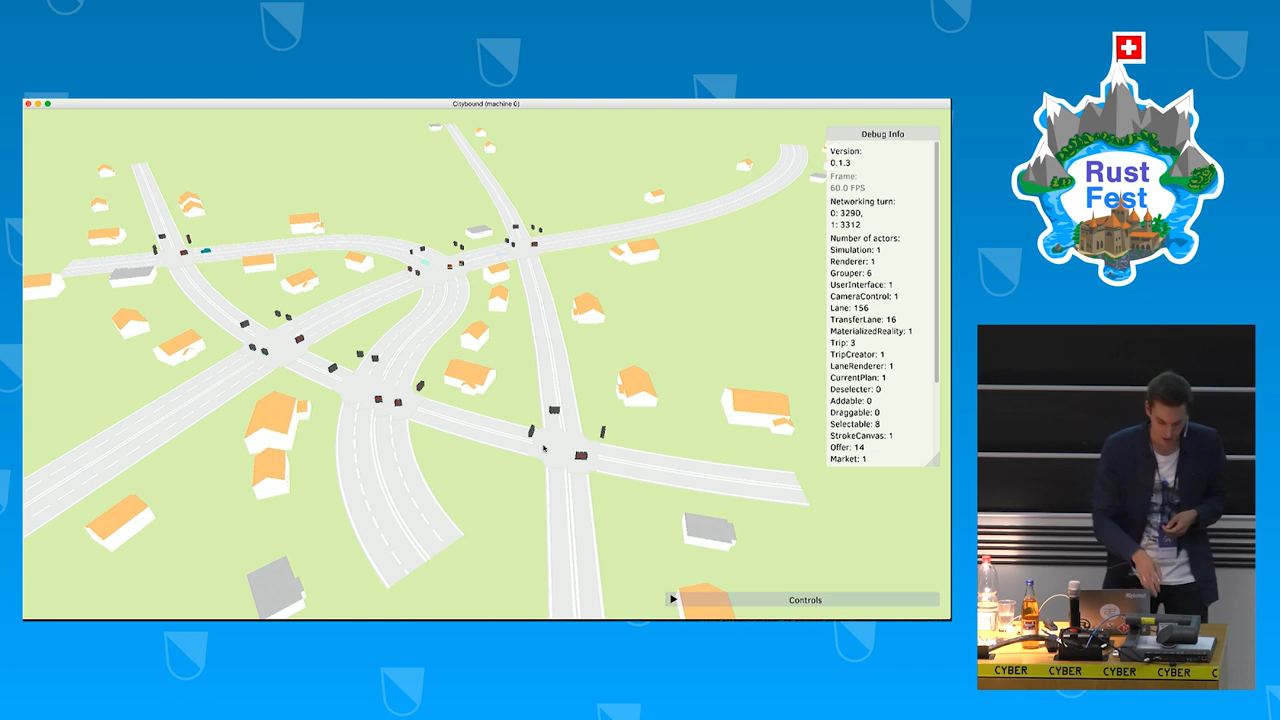 Citybound (machine 0)
Debug Info
Version:
0.1.3
Frame:
60.0 FPS
Networking turn:
0: 3290,
1: 3312
Number of actors:
Simulation: 1
Renderer: 1
Grouper: 6
UserInterface: 1
CameraControl: 1
Lane: 156
TransferLane: 16
MaterializedReality: 1
Trip: 3
TripCreator: 1
LaneRenderer: 1
CurrentPlan: 1
Deselecter: 0
Addable: 0
Draggable: 0
Selectable: 8
StrokeCanvas: 1
Offer: 14
Market: 1
Controls
Rust
Fest
CYBER CYBER CYBER CYBER C